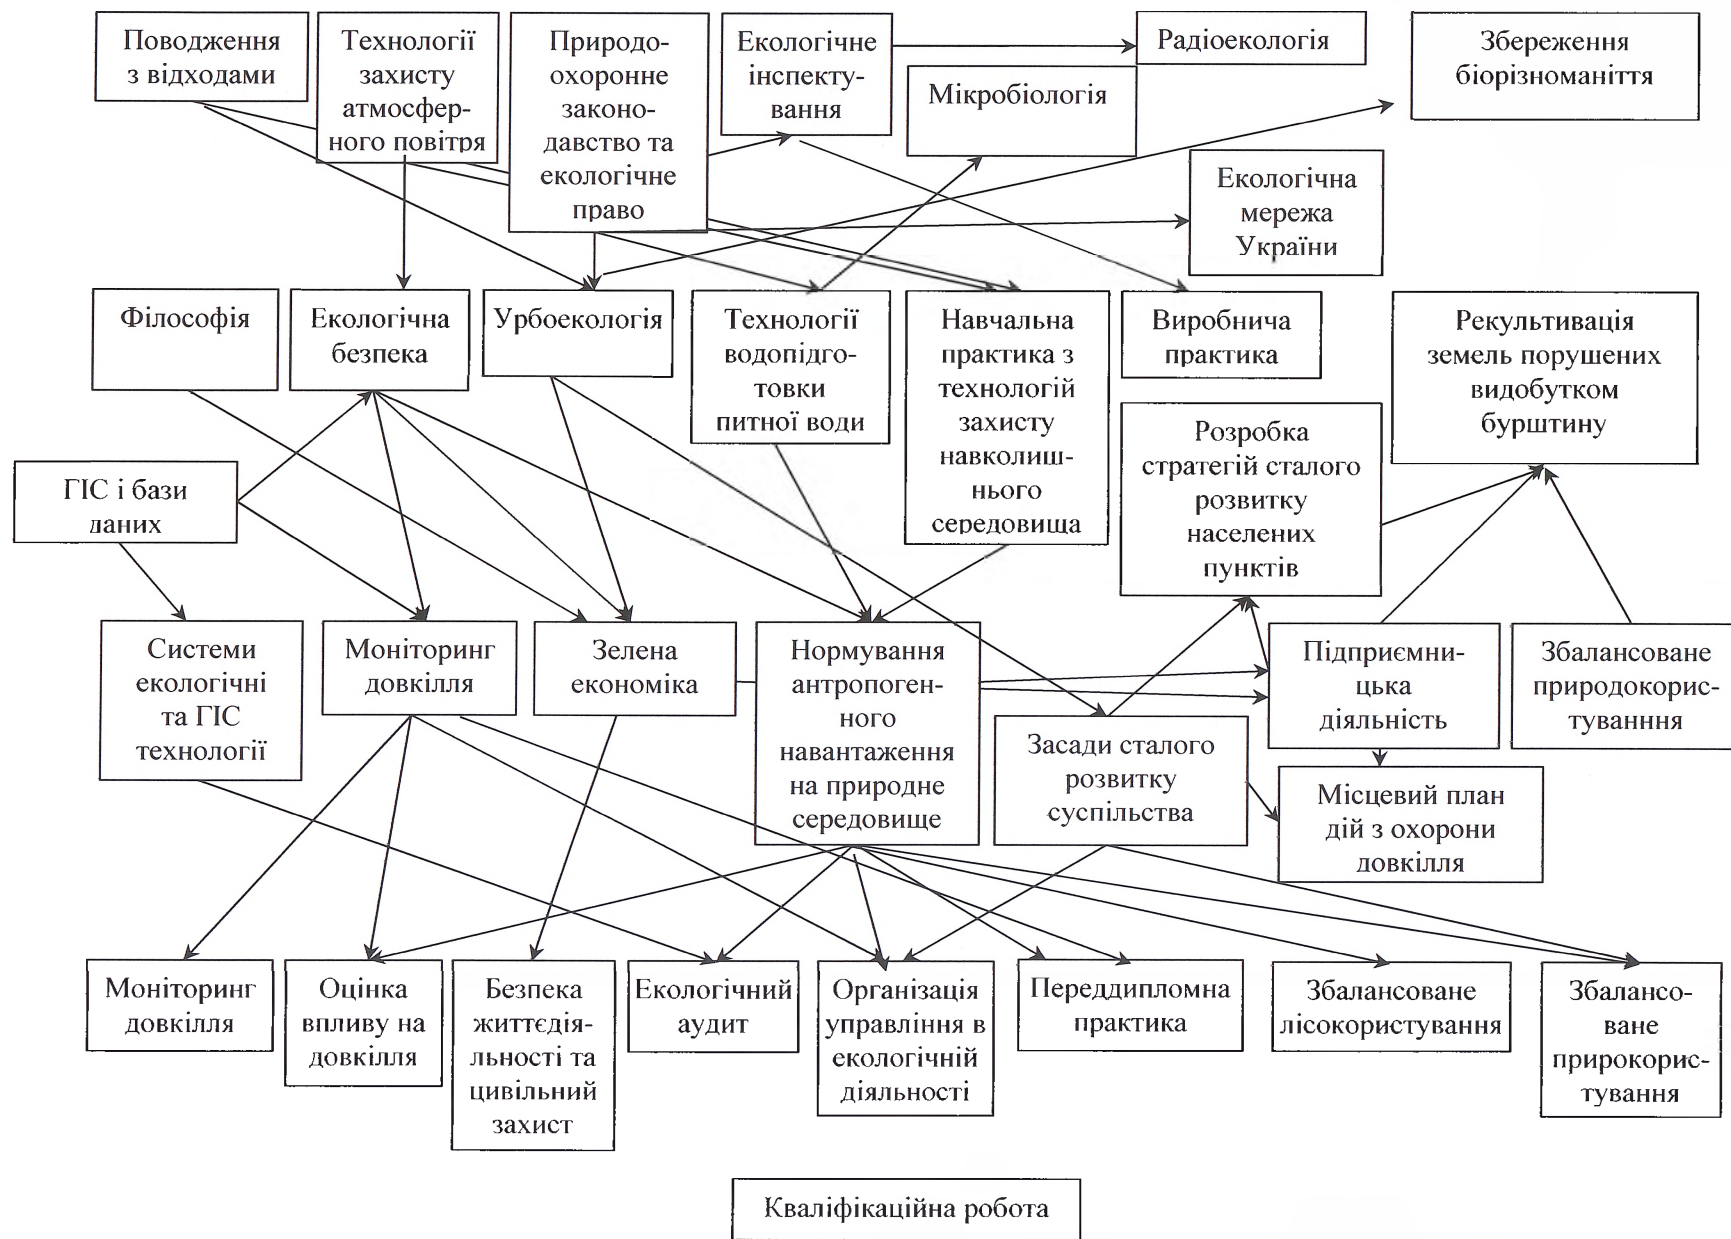 Поводження
з відходами
Технології
захисту
атмосфер-
ного повітря
Природо-
охоронне
законо-
давство та
екологічне
право
Екологічне
інспекту-
вання
Радіоекологія
Мікробіологія
Збереження
біорізноманіття
Екологічна
мережа
України
Філософія
Екологічна
безпека
Урбоекологія
Технології
водопідго-
товки
питної води
Навчальна
практика з
технологій
захисту
навколиш-
нього
середовища
Виробнича
практика
Рекультивація
земель порушених
видобутком
бурштину
Розробка
стратегій сталого
розвитку
населених
пунктів
ГІС і бази
даних
Системи
екологічні
та ГІС
технології
Моніторинг
довкілля
Зелена
економіка
Нормування
антропоген-
ного
навантаження
на природне
середовище
Засади сталого
розвитку
суспільства
Підприємни-
цька
діяльність
Збалансоване
природокорис-
туванння
Місцевий план
дій з охорони
довкілля
Моніторинг
довкілля
Оцінка
впливу на
довкілля
Безпека
життєдія-
льності та
цивільний
захист
Екологічний
аудит
Організація
управління в
екологічній
діяльності
Переддипломна
практика
Збалансоване
лісокористування
Збалансо-
ване
прирокорис-
тування
Кваліфікаційна робота